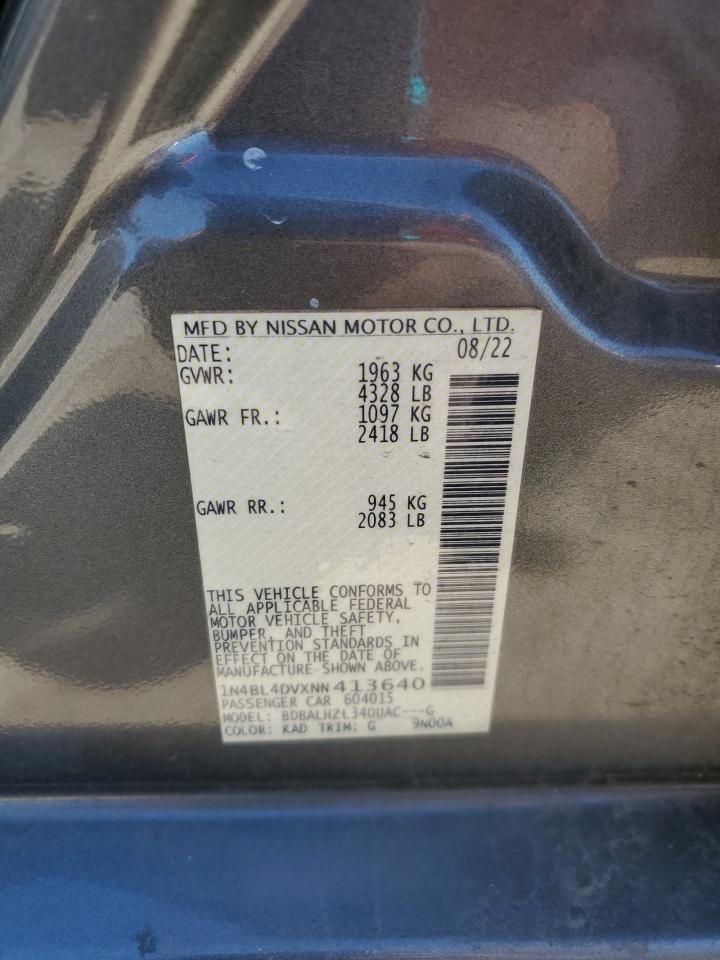 MFD BY NISSAN MOTOR CO., LTD.
DATE: 08/22
GVWR: 1963 KG
4328 LB
GAWR FR.: 1097 KG
2418 LB
GAWR RR.: 945 KG
2083 LB
THIS VEHICLE CONFORMS TO
ALL APPLICABLE FEDERAL
MOTOR VEHICLE SAFETY,
BUMPER, AND THEFT
PREVENTION STANDARDS IN
EFFECT ON THE DATE OF
MANUFACTURE SHOWN ABOVE.
1N4BL4DVXNN413640
PASSENGER CAR 604015
MODEL: BDBALHZL34DUAC---G
COLOR: KAD TRIM: G 9N00A